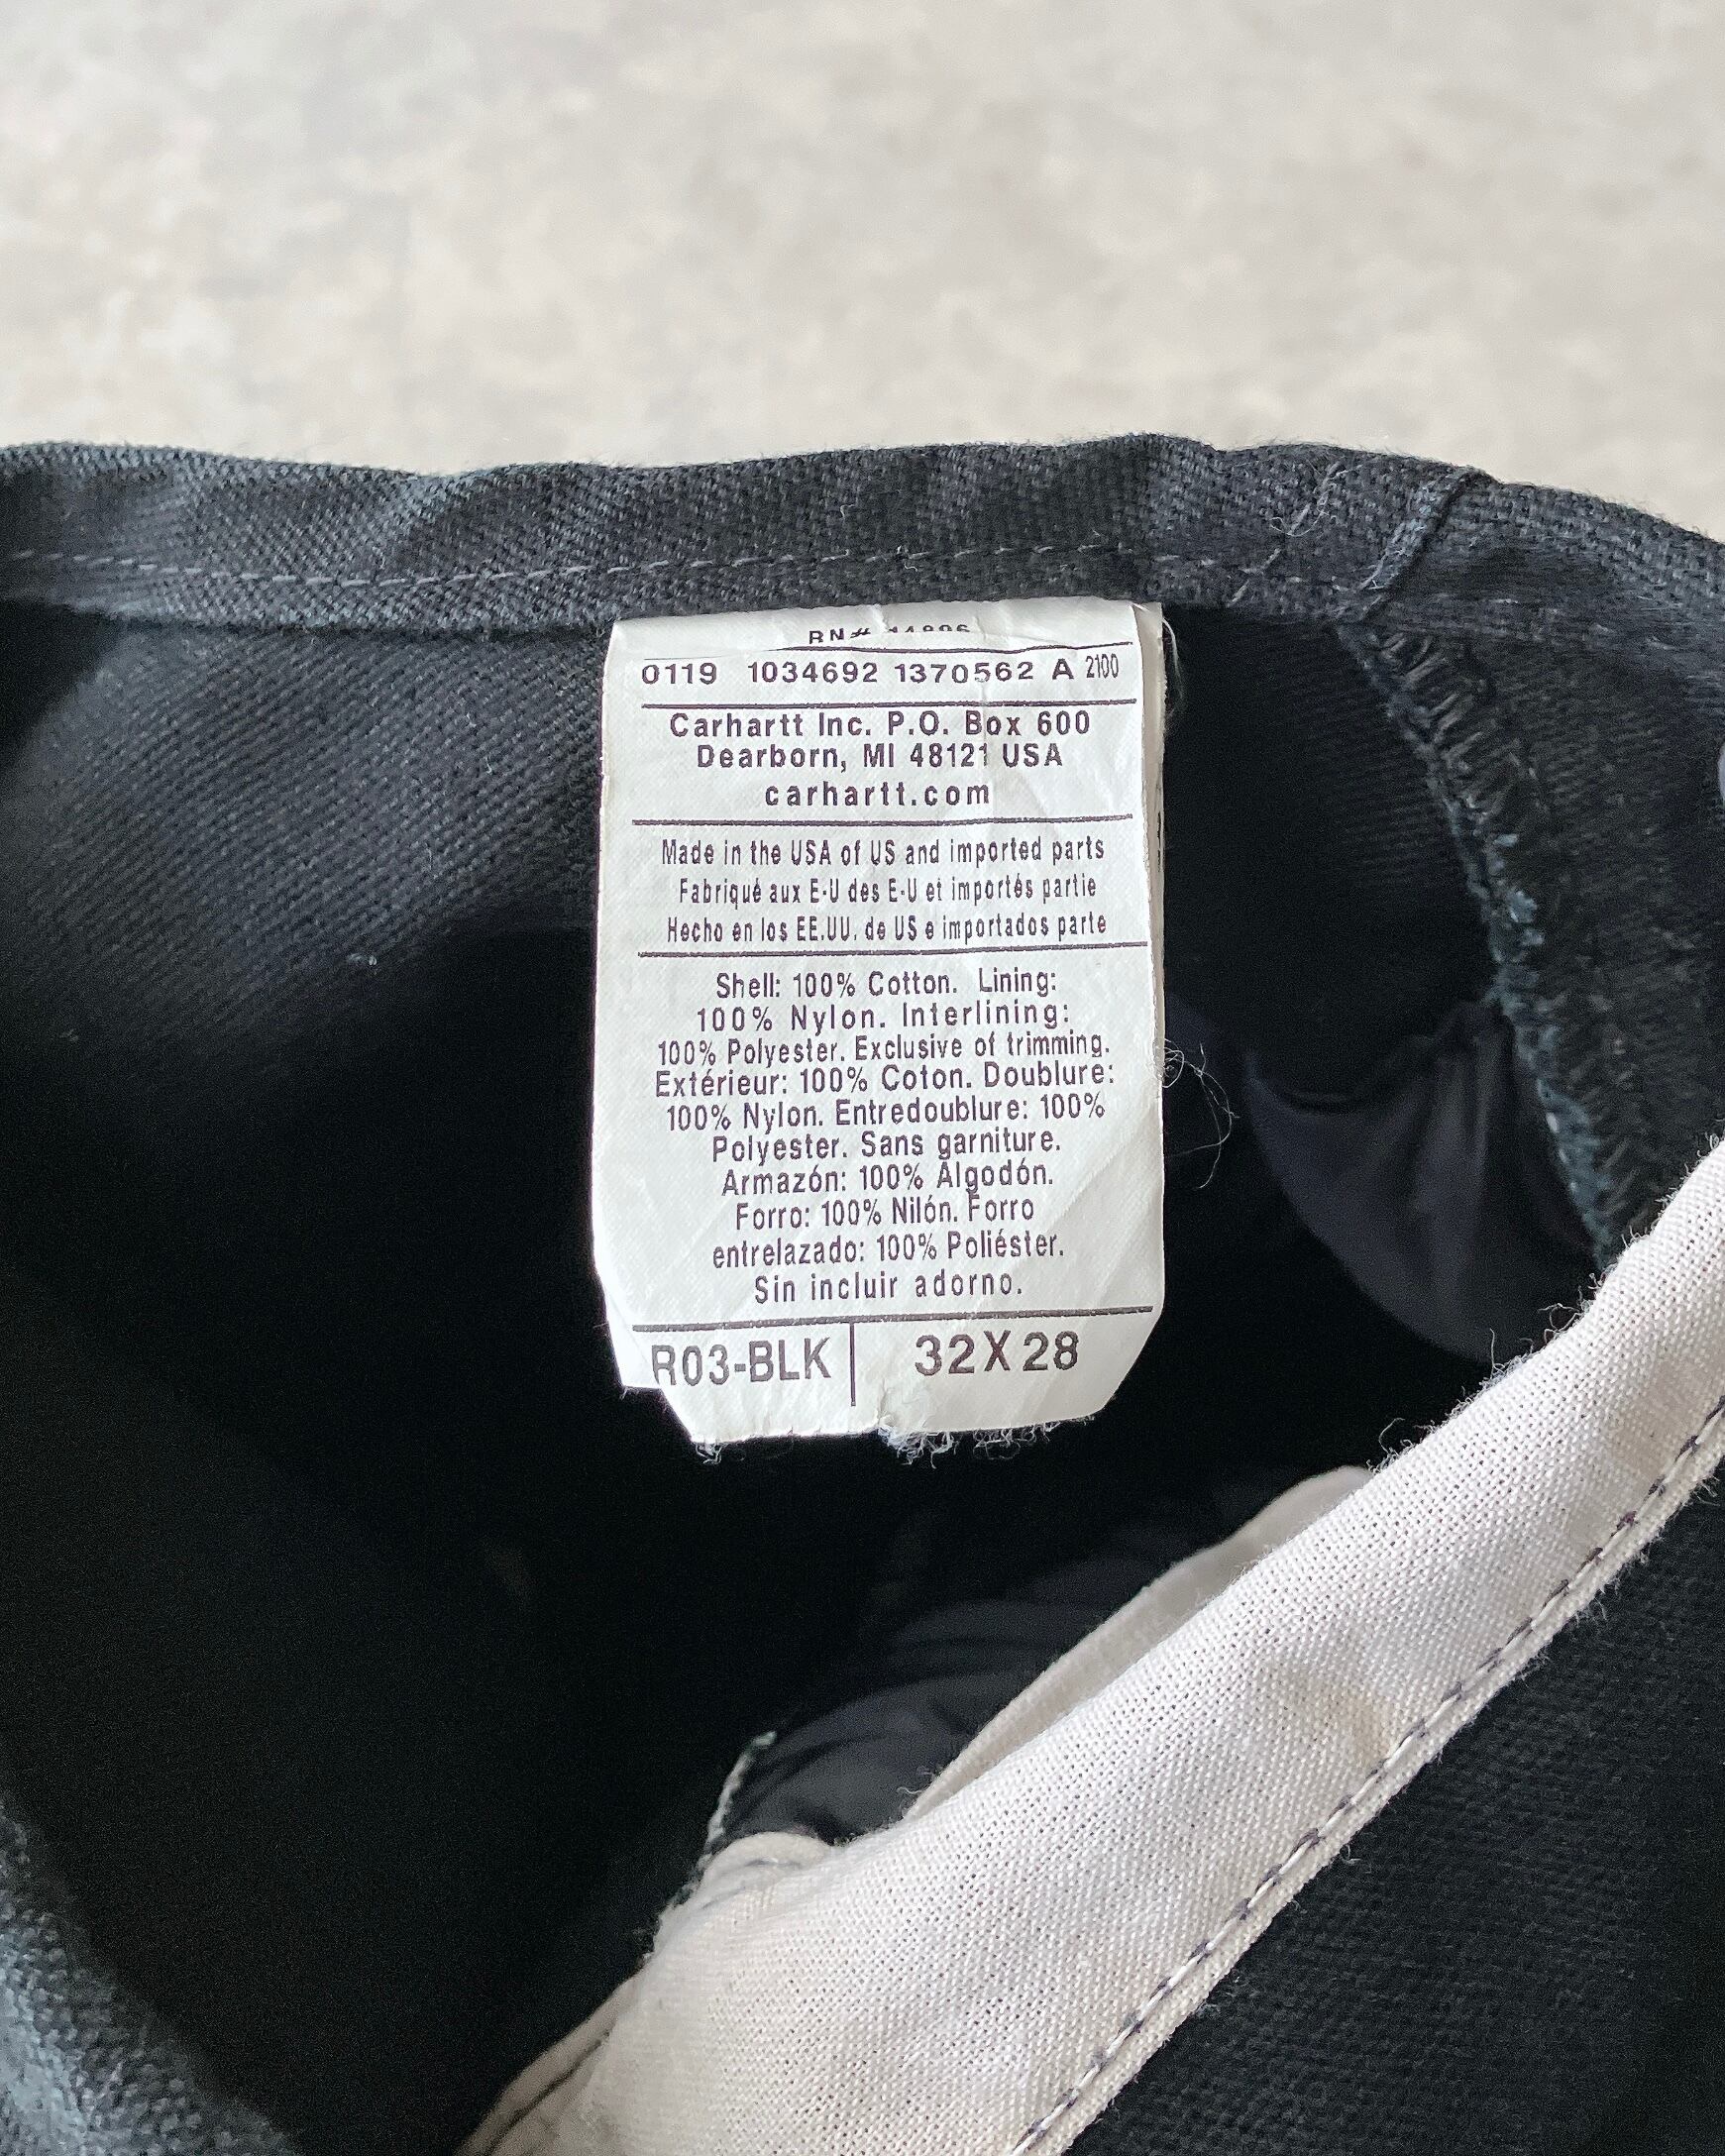 RN# 14806
0119 1034692 1370562 A 2100
Carhartt Inc. P.O. Box 600
Dearborn, MI 48121 USA
carhartt.com
Made in the USA of US and imported parts
Fabriqué aux E-U des E-U et importés partie
Hecho en los EE.UU. de US e importados parte
Shell: 100% Cotton. Lining:
100% Nylon. Interlining:
100% Polyester. Exclusive of trimming.
Extérieur: 100% Coton. Doublure:
100% Nylon. Entredoublure: 100%
Polyester. Sans garniture.
Armazón: 100% Algodón.
Forro: 100% Nilón. Forro
entrelazado: 100% Poliéster.
Sin incluir adorno.
R03-BLK 32X28